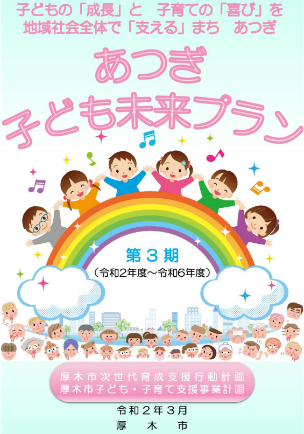 子どもの「成長」と　子育ての「喜び」を
地域社会全体で「支える」まち　あつぎ
あつぎ
子ども未来プラン
第３期
（令和２年度～令和６年度）
厚木市次世代育成支援行動計画
厚木市子ども・子育て支援事業計画
令和２年３月
厚　木　市